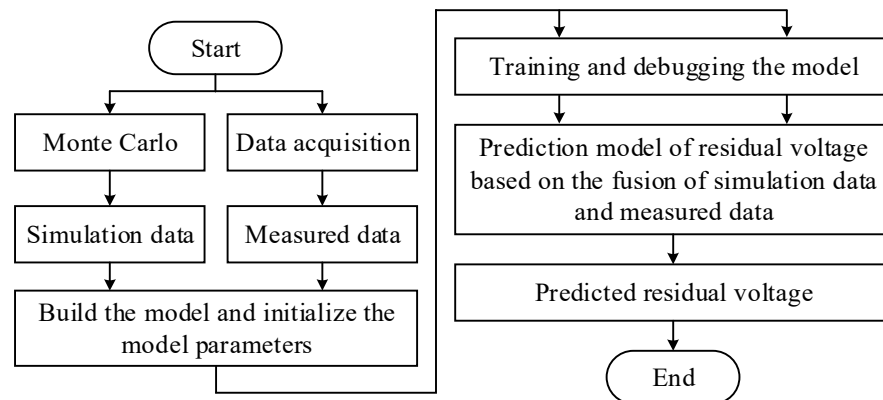 Start
Monte Carlo
Data acquisition
Simulation data
Measured data
Build the model and initialize the
model parameters
Training and debugging the model
Prediction model of residual voltage
based on the fusion of simulation data
and measured data
Predicted residual voltage
End